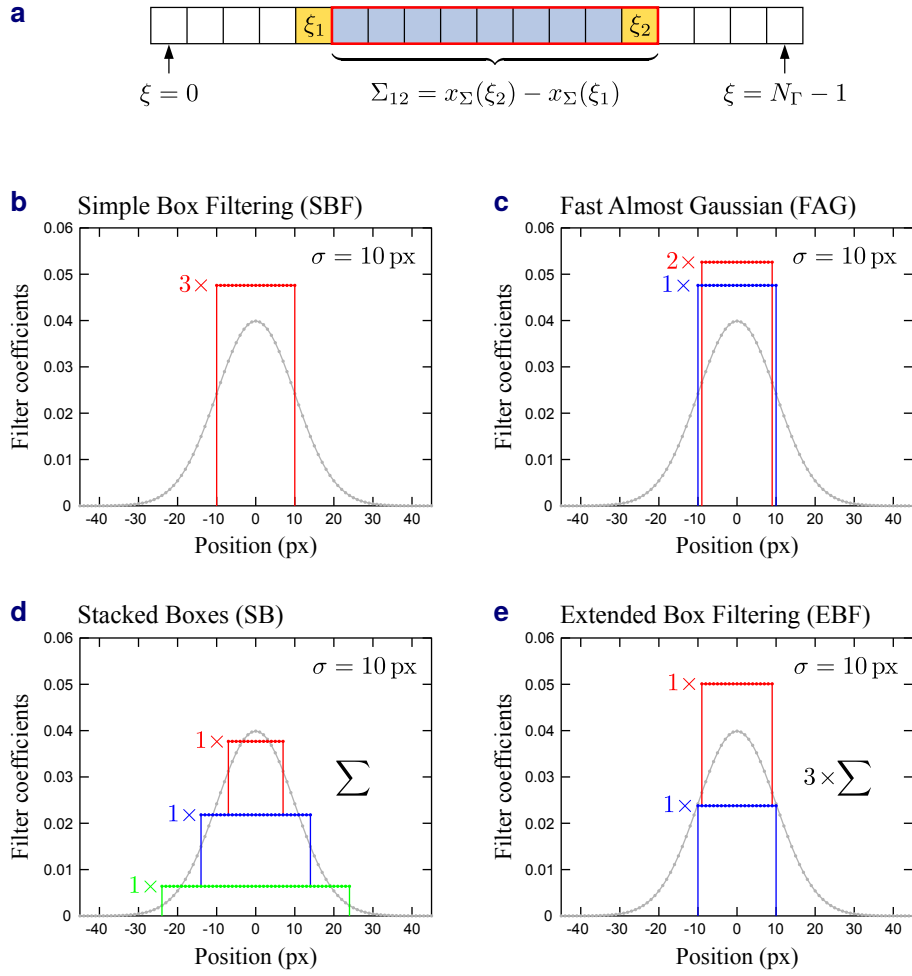 a
ξ₁ ξ₂
ξ = 0
Σ₁₂ = x_Σ(ξ₂) − x_Σ(ξ₁)
ξ = N_Γ − 1
b
Simple Box Filtering (SBF)
σ = 10 px
3×
Filter coefficients
0.06
0.05
0.04
0.03
0.02
0.01
0
-40 -30 -20 -10 0 10 20 30 40
Position (px)
c
Fast Almost Gaussian (FAG)
σ = 10 px
2×
1×
Filter coefficients
0.06
0.05
0.04
0.03
0.02
0.01
0
-40 -30 -20 -10 0 10 20 30 40
Position (px)
d
Stacked Boxes (SB)
σ = 10 px
1×
∑
1×
1×
Filter coefficients
0.06
0.05
0.04
0.03
0.02
0.01
0
-40 -30 -20 -10 0 10 20 30 40
Position (px)
e
Extended Box Filtering (EBF)
σ = 10 px
1×
3×∑
1×
Filter coefficients
0.06
0.05
0.04
0.03
0.02
0.01
0
-40 -30 -20 -10 0 10 20 30 40
Position (px)